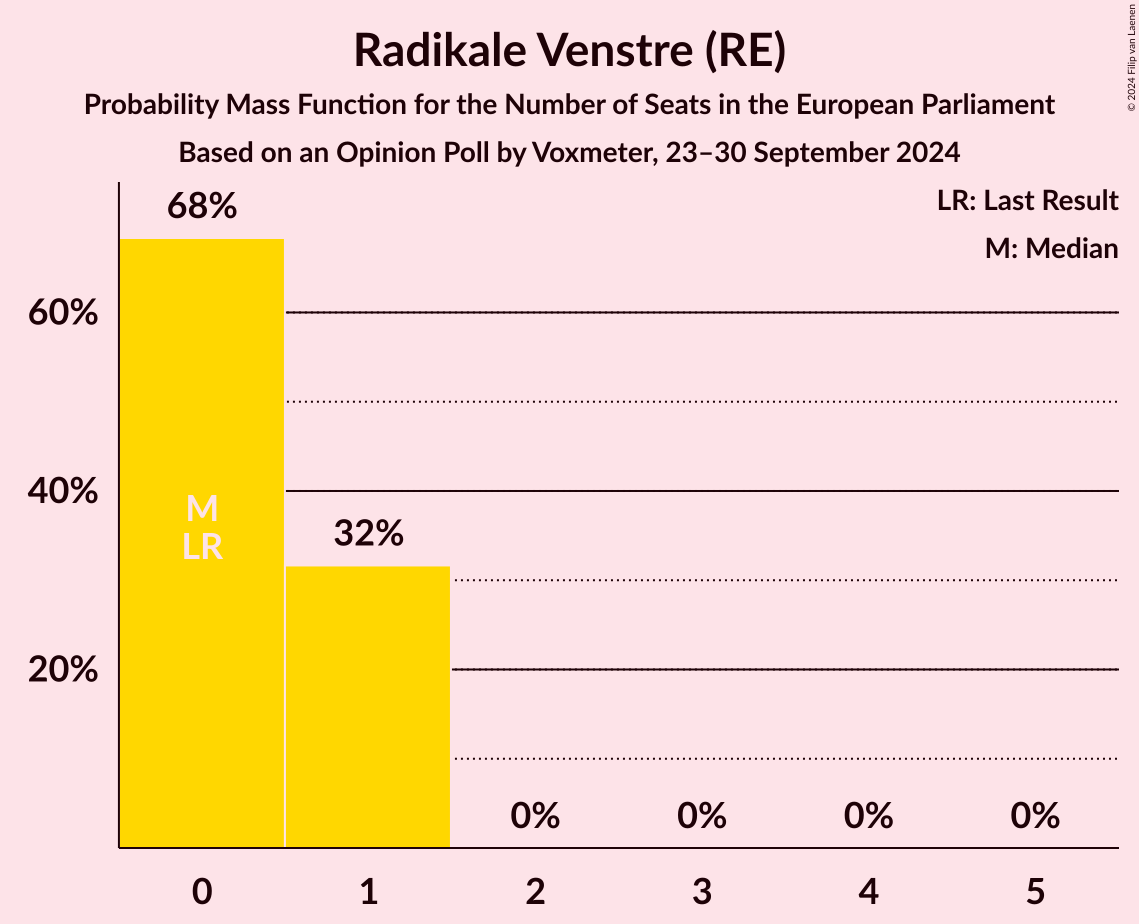 Radikale Venstre (RE)
Probability Mass Function for the Number of Seats in the European Parliament
Based on an Opinion Poll by Voxmeter, 23–30 September 2024
© 2024 Filip van Laenen
LR: Last Result
M: Median
68%
60%
40%
20%
M
LR
32%
0%
0%
0%
0%
0
1
2
3
4
5